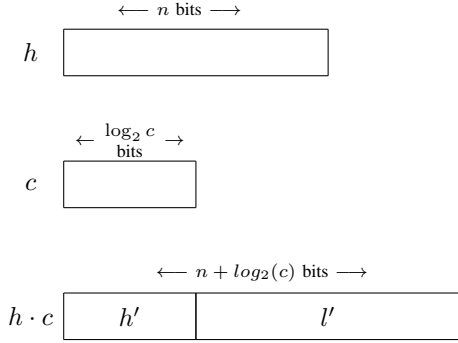 ← n bits →
h
← log₂ c →
bits
c
← n + log₂(c) bits →
h · c h′ l′